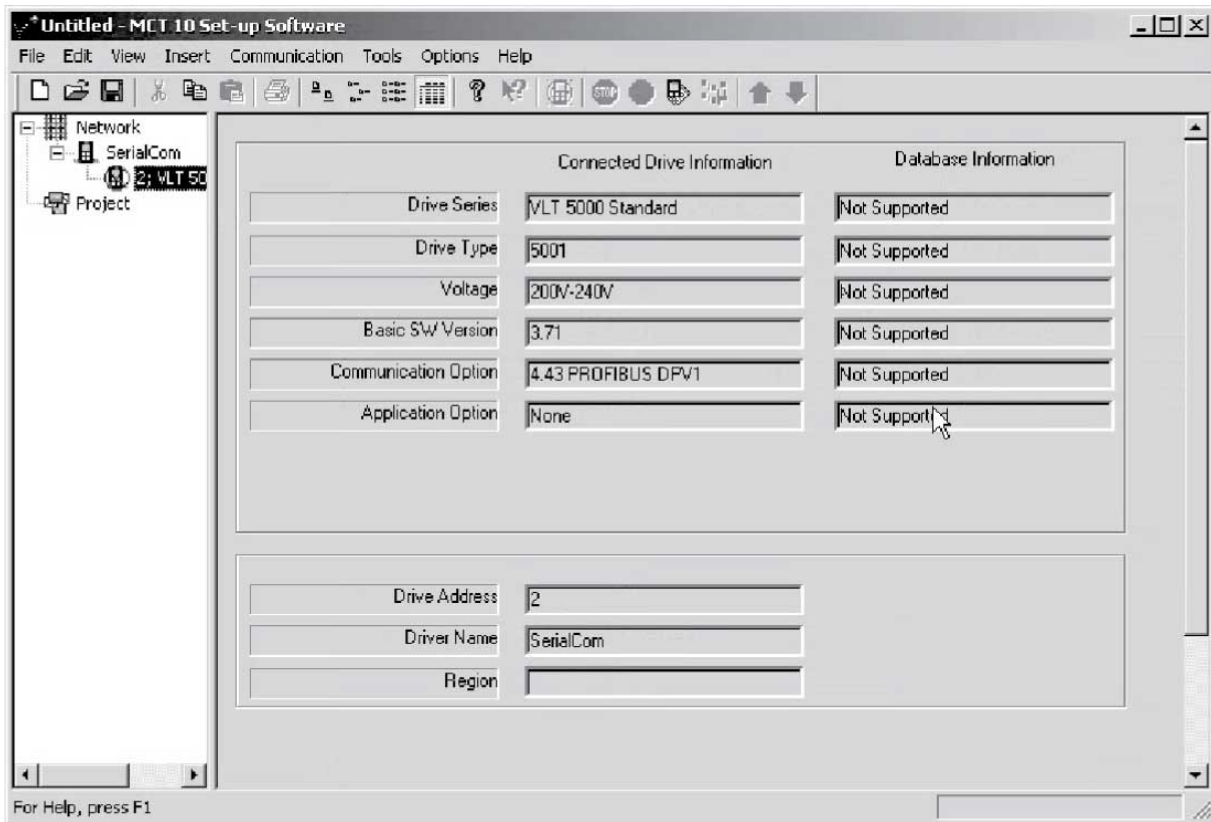 Untitled - MCT 10 Set-up Software
File Edit View Insert Communication Tools Options Help
Network
SerialCom
2; VLT 50
Project
Connected Drive Information Database Information
Drive Series VLT 5000 Standard Not Supported
Drive Type 5001 Not Supported
Voltage 200V-240V Not Supported
Basic SW Version 3.71 Not Supported
Communication Option 4.43 PROFIBUS DPV1 Not Supported
Application Option None Not Supported
Drive Address 2
Driver Name SerialCom
Region
For Help, press F1